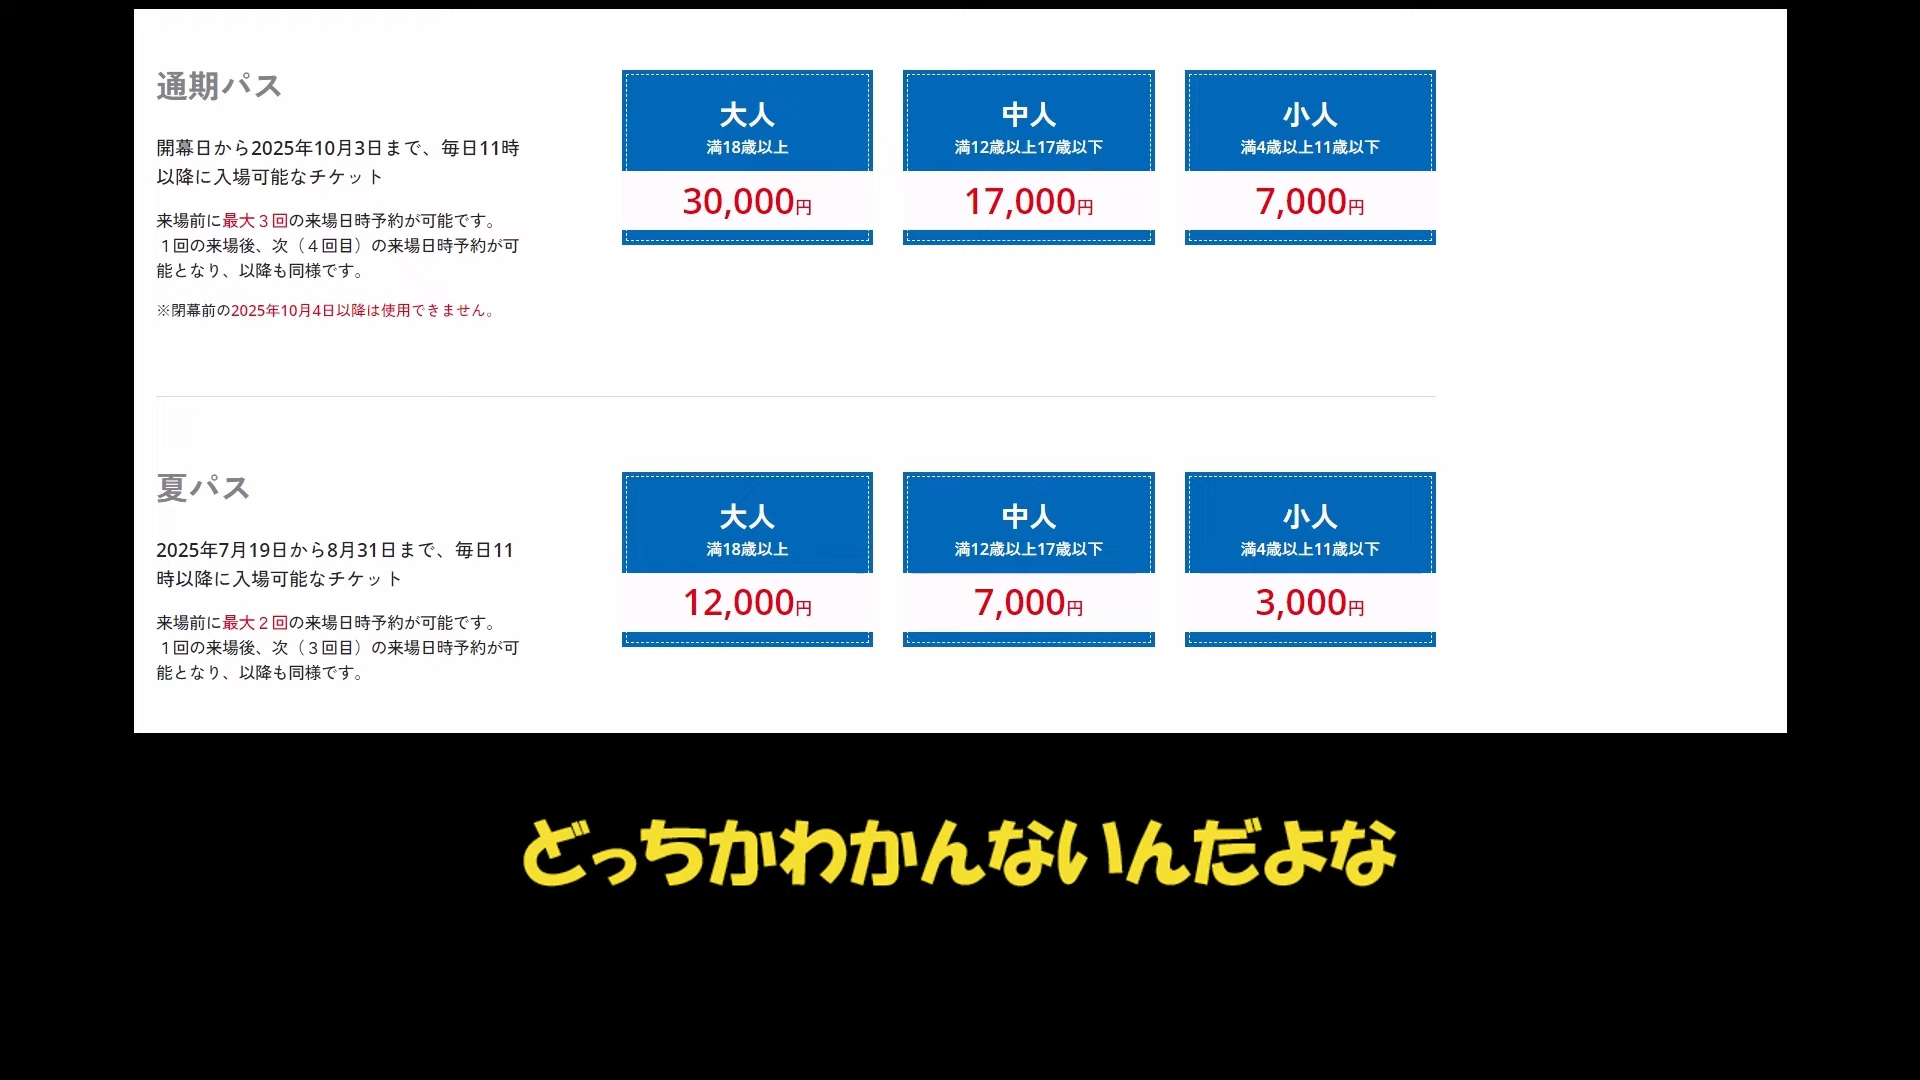 通期パス
開幕日から2025年10月3日まで、毎日11時
以降に入場可能なチケット
来場前に最大３回の来場日時予約が可能です。
１回の来場後、次（４回目）の来場日時予約が可
能となり、以降も同様です。
※閉幕前の2025年10月4日以降は使用できません。
大人
満18歳以上
30,000円
中人
満12歳以上17歳以下
17,000円
小人
満4歳以上11歳以下
7,000円
夏パス
2025年7月19日から8月31日まで、毎日11
時以降に入場可能なチケット
来場前に最大２回の来場日時予約が可能です。
１回の来場後、次（３回目）の来場日時予約が可
能となり、以降も同様です。
大人
満18歳以上
12,000円
中人
満12歳以上17歳以下
7,000円
小人
満4歳以上11歳以下
3,000円
どっちかわかんないんだよな